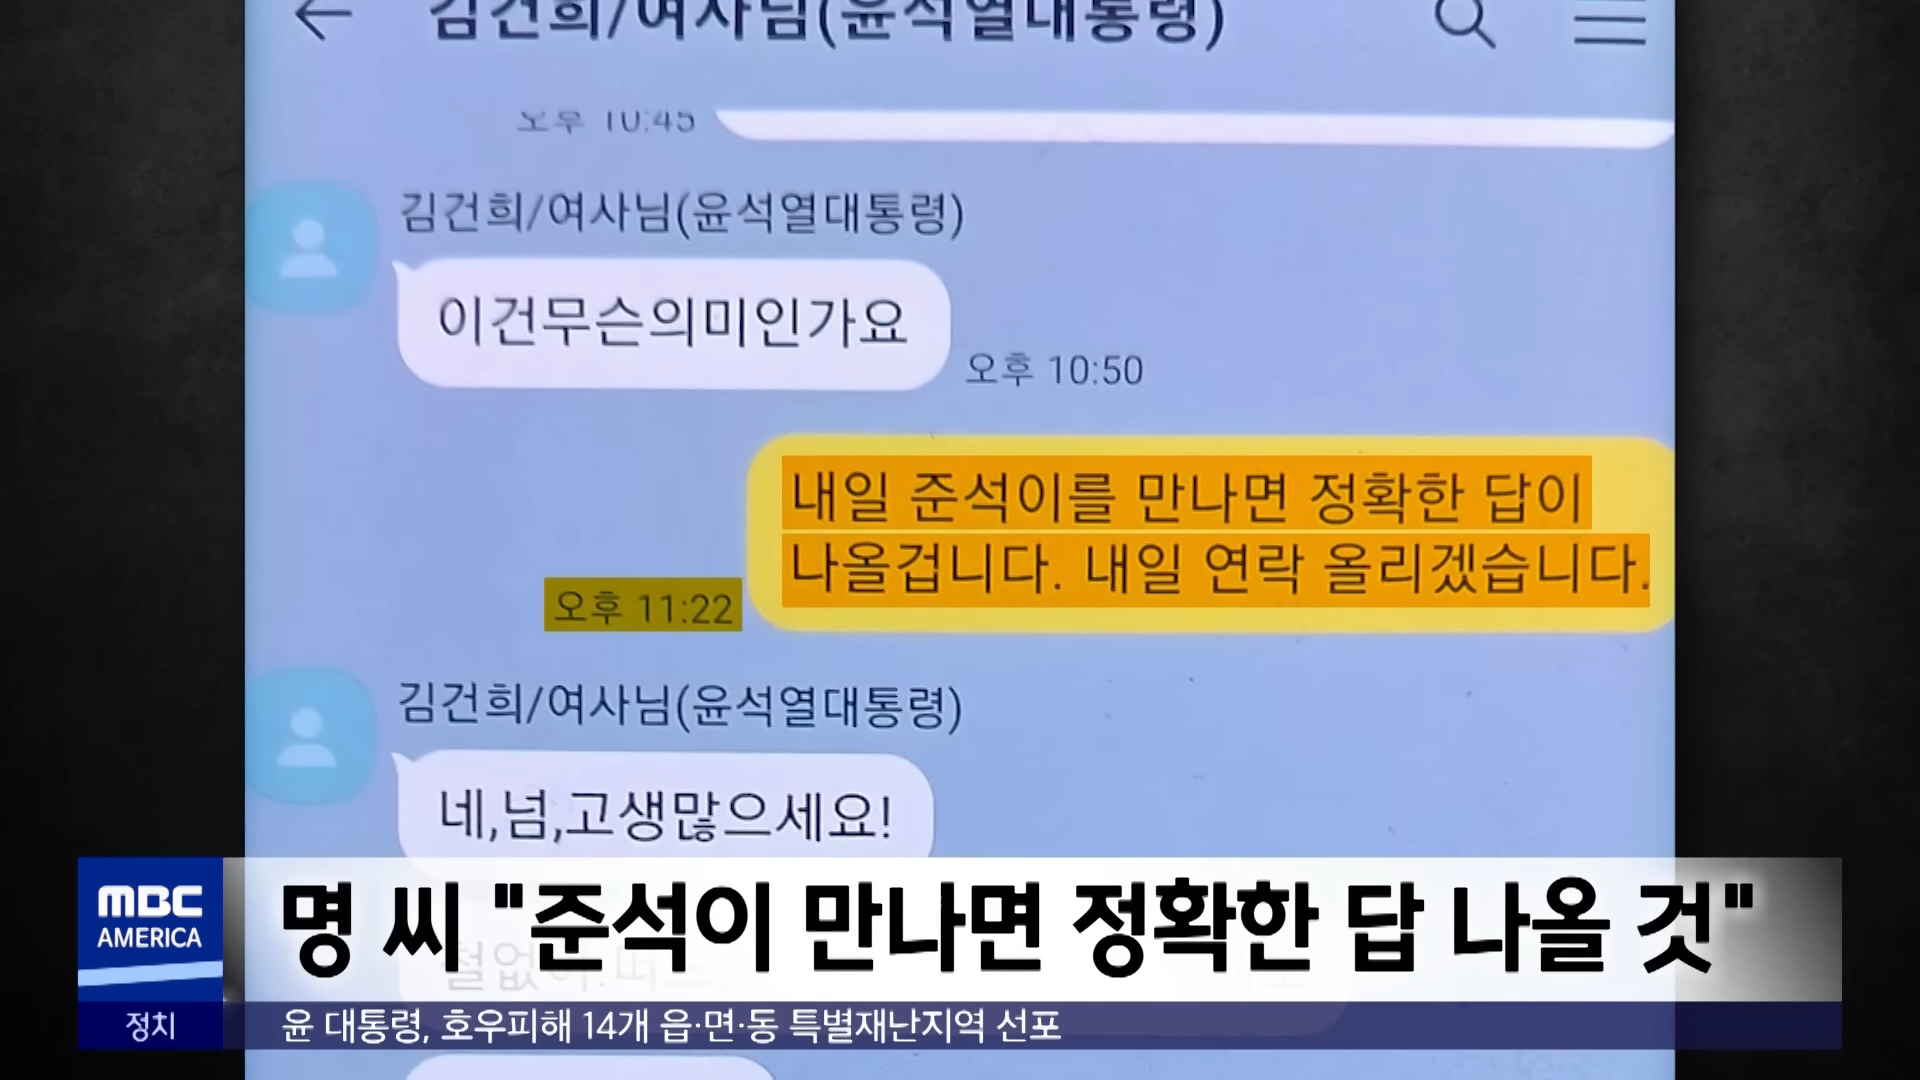 김건희/여사님(윤석열대통령)
오후 10:45
김건희/여사님(윤석열대통령)
이건무슨의미인가요
오후 10:50
내일 준석이를 만나면 정확한 답이
나올겁니다. 내일 연락 올리겠습니다.
오후 11:22
김건희/여사님(윤석열대통령)
네,넘,고생많으세요!
MBC
AMERICA
명 씨 "준석이 만나면 정확한 답 나올 것"
정치
윤 대통령, 호우피해 14개 읍·면·동 특별재난지역 선포